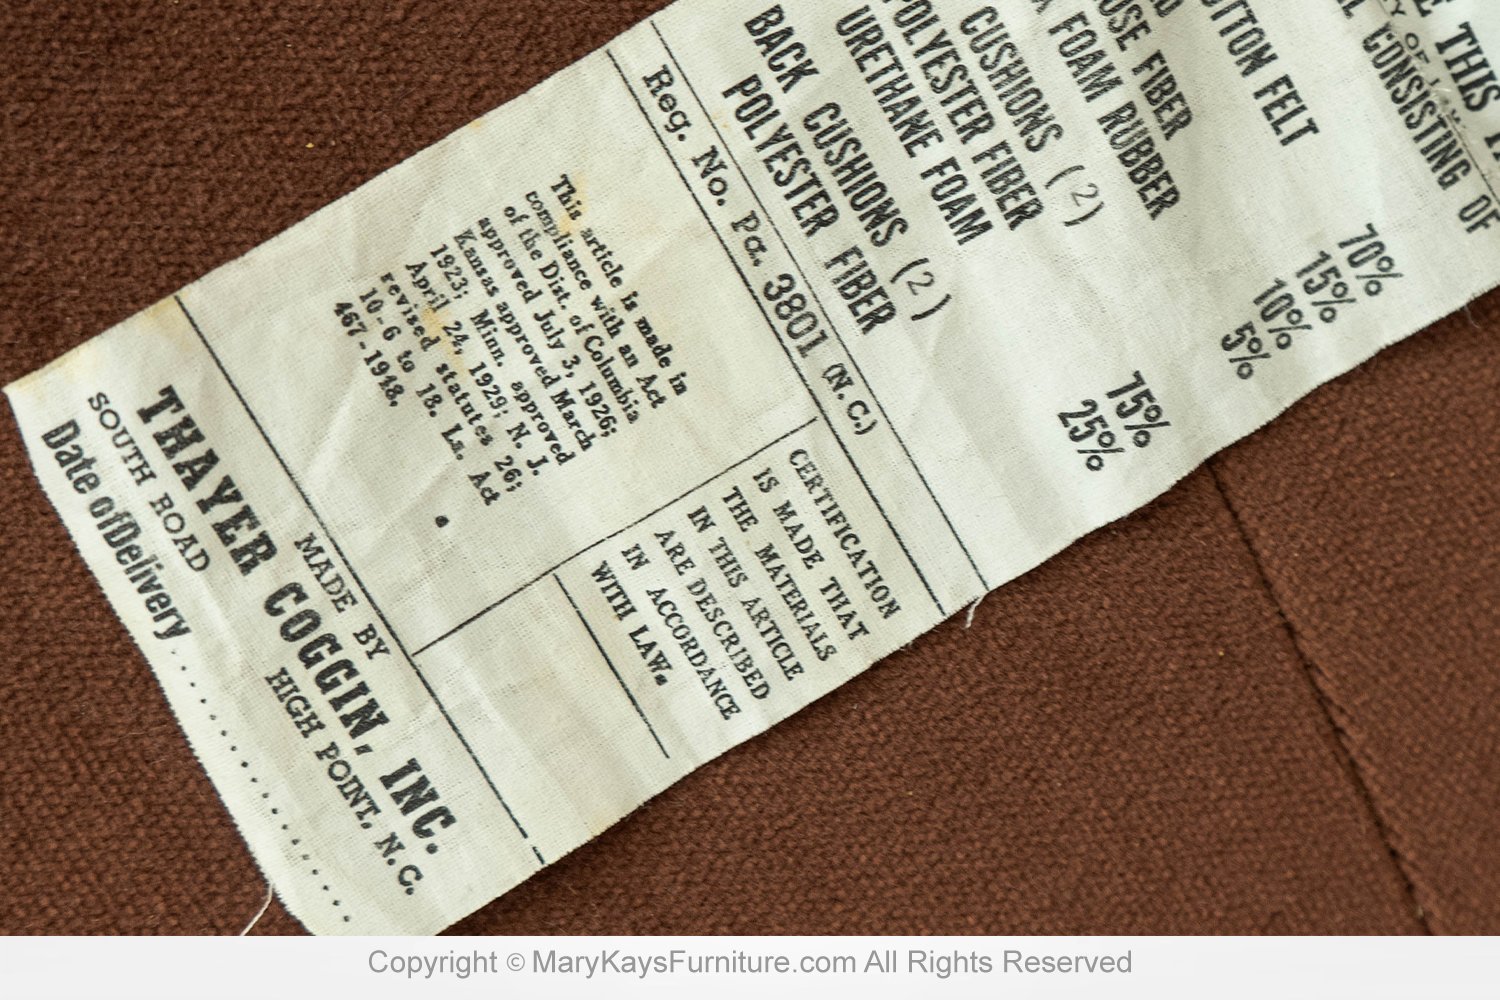 THIS
CONSISTING OF
COTTON FELT 70%
USE FIBER 15%
FOAM RUBBER 10%
5%
CUSHIONS (2)
POLYESTER FIBER
URETHANE FOAM 75%
25%
BACK CUSHIONS (2)
POLYESTER FIBER
Reg. No. Pa. 3801 (N. C.)
This article is made in
compliance with an Act
of the Dist. of Columbia
approved July 3, 1926;
Kansas approved March
1923; Minn. approved
April 24, 1929; N. J.
revised statutes 26;
10-6 to 18. La. Act
467-1948.
CERTIFICATION
IS MADE THAT
THE MATERIALS
IN THIS ARTICLE
ARE DESCRIBED
IN ACCORDANCE
WITH LAW.
MADE BY
THAYER COGGIN, INC.
SOUTH ROAD HIGH POINT, N. C.
Date of Delivery
Copyright © MaryKaysFurniture.com All Rights Reserved